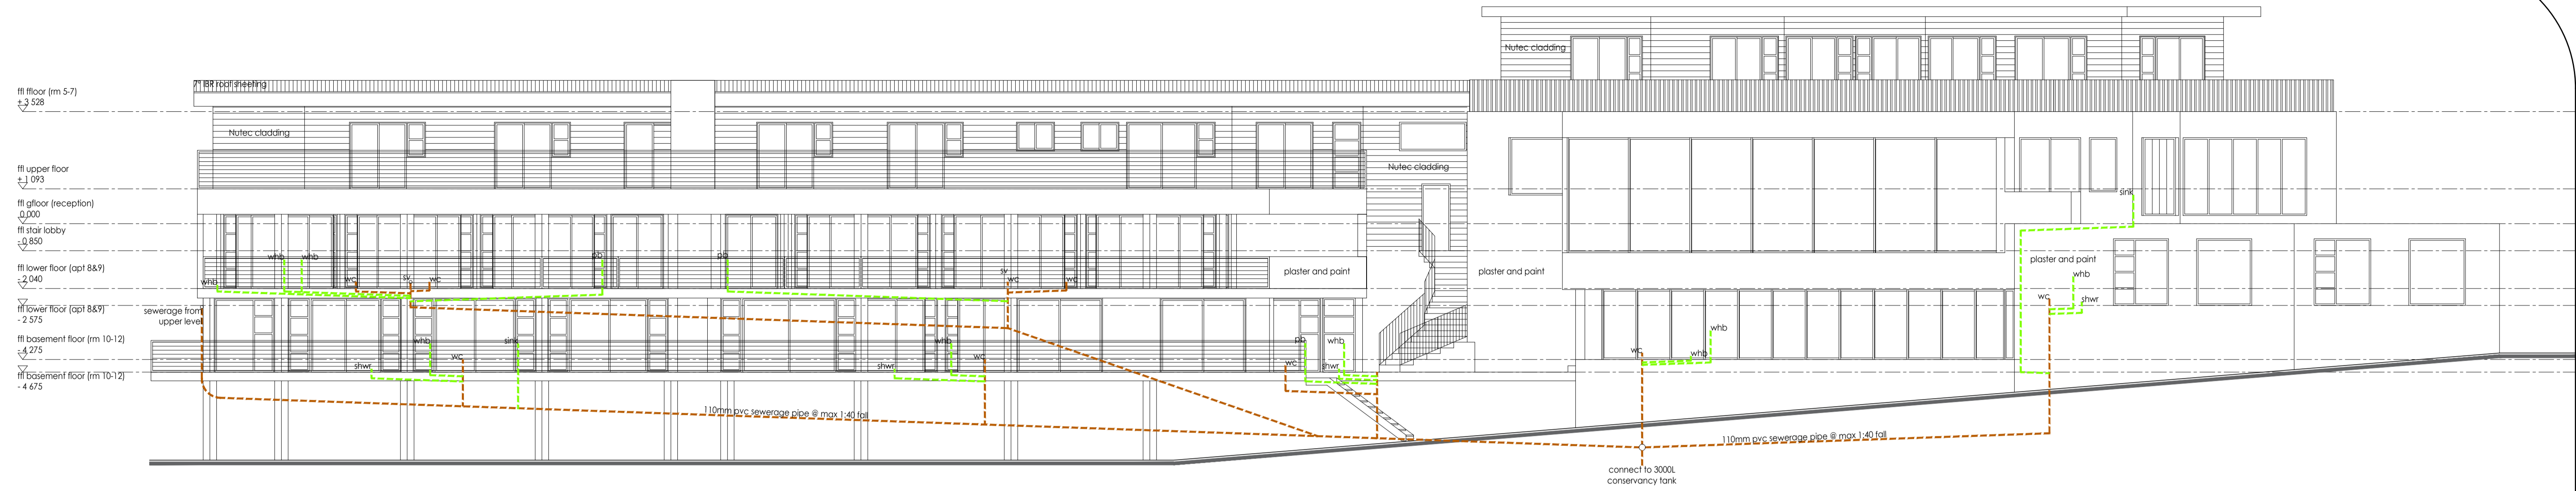 Nutec cladding
7° IBR roof sheeting
ffl ffloor (rm 5-7)
+ 3 528
Nutec cladding
Nutec cladding
ffl upper floor
+ 1 093
sink
ffl gfloor (reception)
0 000
ffl stair lobby
- 0 850
whb
whb
pb
pb
plaster and paint
ffl lower floor (apt 8&9)
- 2 040
plaster and paint
plaster and paint
whb
whb
wc
sv
wc
sv
wc
wc
wc
shwr
ffl lower floor (apt 8&9)
- 2 575
sewerage from
upper level
whb
ffl basement floor (rm 10-12)
- 4 275
whb
sink
whb
pb
whb
wc
whb
wc
wc
wc
shwr
shwr
shwr
ffl basement floor (rm 10-12)
- 4 675
110mm pvc sewerage pipe @ max 1:40 fall
110mm pvc sewerage pipe @ max 1:40 fall
connect to 3000L
conservancy tank